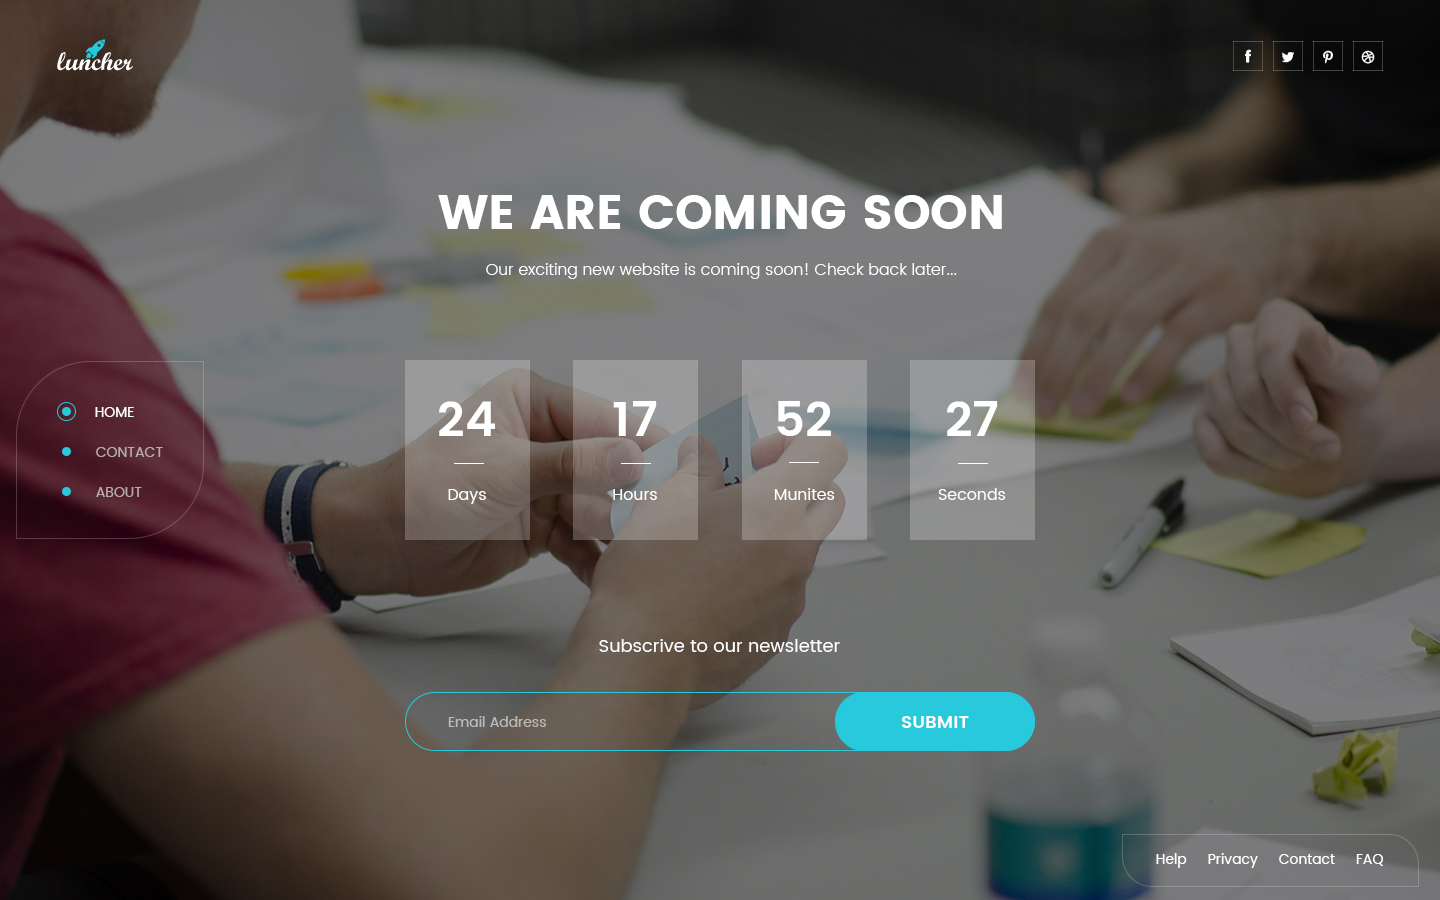 luncher
WE ARE COMING SOON
Our exciting new website is coming soon! Check back later...
HOME
CONTACT
ABOUT
24 17 52 27
Days Hours Munites Seconds
Subscrive to our newsletter
Email Address SUBMIT
Help Privacy Contact FAQ